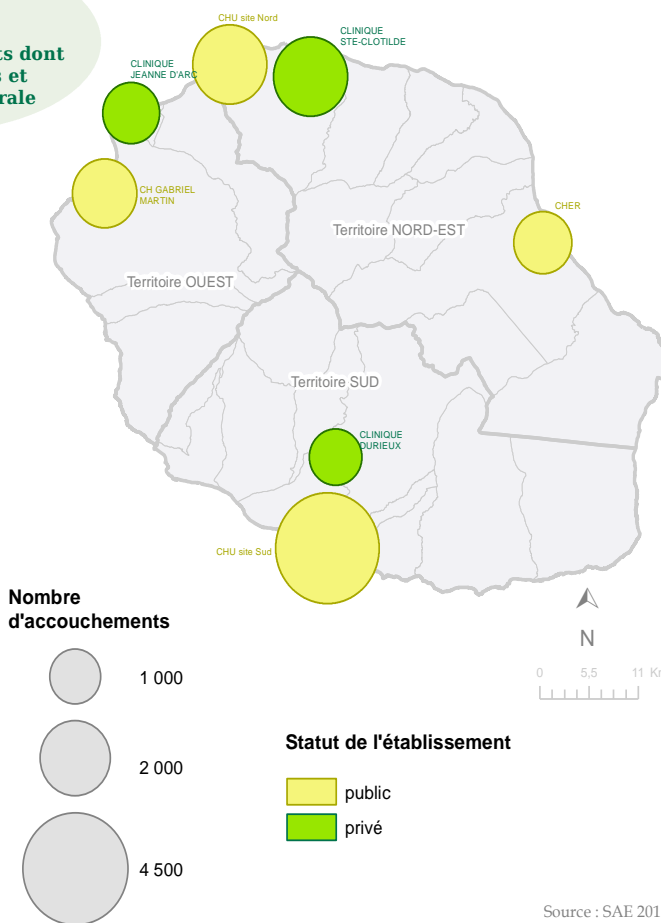 ts dont
et
rale
CHU site Nord
CLINIQUE
STE-CLOTILDE
CLINIQUE
JEANNE D'ARC
CH GABRIEL
MARTIN
CHER
Territoire NORD-EST
Territoire OUEST
Territoire SUD
CLINIQUE
DURIEUX
CHU site Sud
N
0 5,5 11 Km
Nombre
d'accouchements
1 000
2 000
4 500
Statut de l'établissement
public
privé
Source : SAE 201